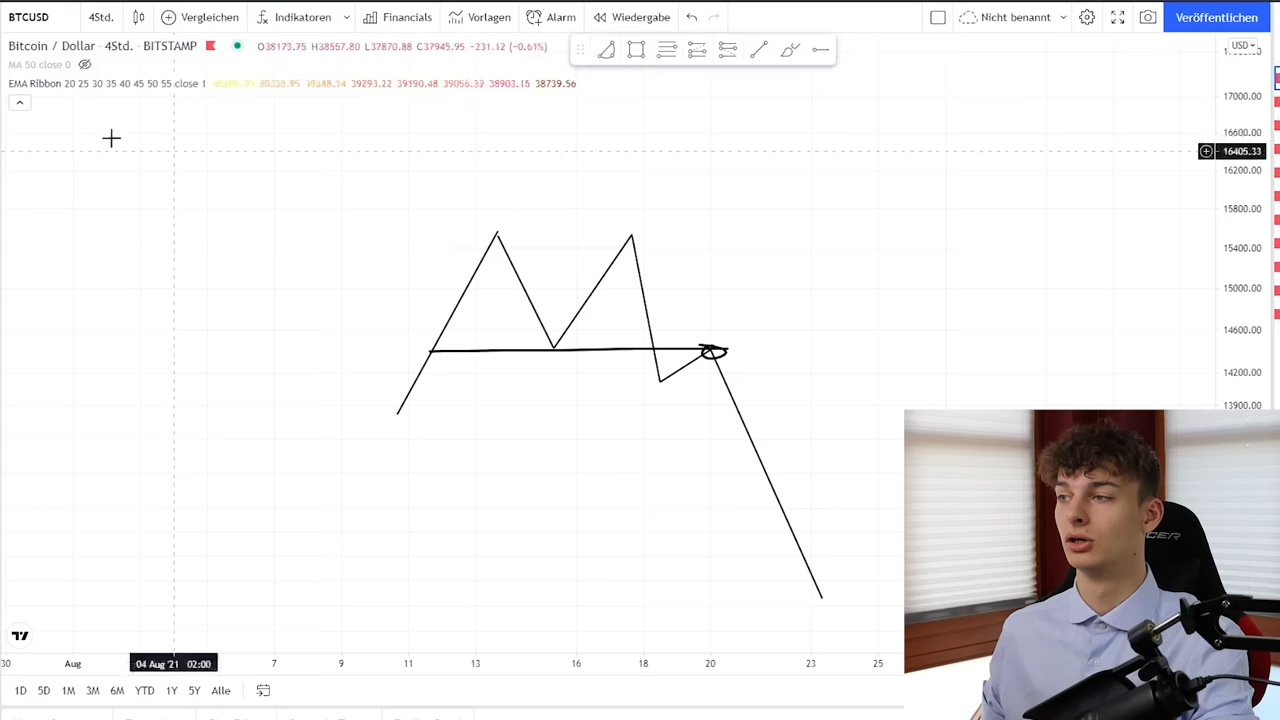 BTCUSD 4Std. Vergleichen Indikatoren Financials Vorlagen Alarm Wiedergabe Nicht benannt Veröffentlichen
Bitcoin / Dollar · 4Std. · BITSTAMP O38173.75 H38557.80 L37870.88 C37945.95 -231.12 (-0.61%) USD
MA 50 close 0
EMA Ribbon 20 25 30 35 40 45 50 55 close 1 39293.22 39190.48 39056.39 38903.15 38739.56
17000.00
16600.00
16405.33
16200.00
15800.00
15400.00
15000.00
14600.00
14200.00
13900.00
30 Aug 04 Aug '21 02:00 7 9 11 13 16 18 20 23 25
1D 5D 1M 3M 6M YTD 1Y 5Y Alle